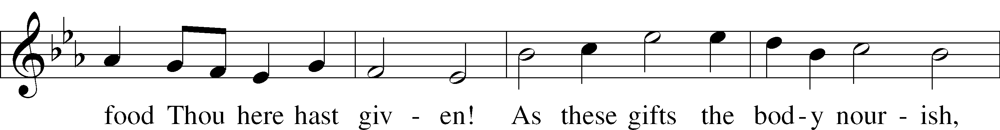 food Thou here hast giv - en! As these gifts the bod - y nour - ish,